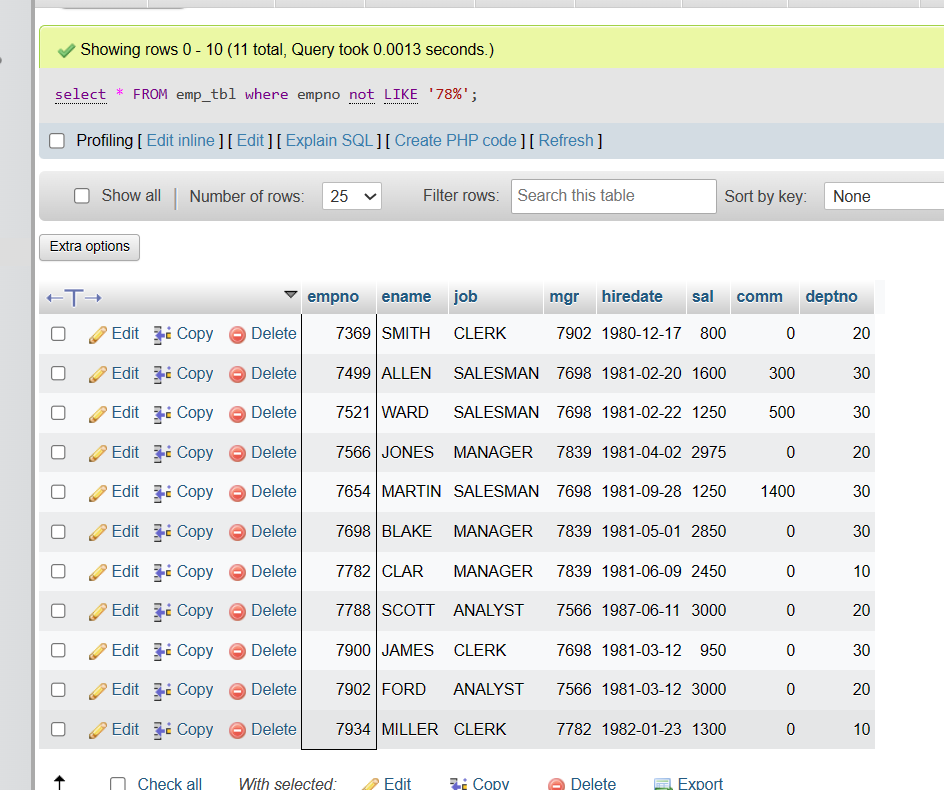 Showing rows 0 - 10 (11 total, Query took 0.0013 seconds.)
select * FROM emp_tbl where empno not LIKE '78%';
Profiling [ Edit inline ] [ Edit ] [ Explain SQL ] [ Create PHP code ] [ Refresh ]
Show all | Number of rows: 25 Filter rows: Search this table Sort by key: None
Extra options
←T→ empno ename job mgr hiredate sal comm deptno
Edit Copy Delete 7369 SMITH CLERK 7902 1980-12-17 800 0 20
Edit Copy Delete 7499 ALLEN SALESMAN 7698 1981-02-20 1600 300 30
Edit Copy Delete 7521 WARD SALESMAN 7698 1981-02-22 1250 500 30
Edit Copy Delete 7566 JONES MANAGER 7839 1981-04-02 2975 0 20
Edit Copy Delete 7654 MARTIN SALESMAN 7698 1981-09-28 1250 1400 30
Edit Copy Delete 7698 BLAKE MANAGER 7839 1981-05-01 2850 0 30
Edit Copy Delete 7782 CLAR MANAGER 7839 1981-06-09 2450 0 10
Edit Copy Delete 7788 SCOTT ANALYST 7566 1987-06-11 3000 0 20
Edit Copy Delete 7900 JAMES CLERK 7698 1981-03-12 950 0 30
Edit Copy Delete 7902 FORD ANALYST 7566 1981-03-12 3000 0 20
Edit Copy Delete 7934 MILLER CLERK 7782 1982-01-23 1300 0 10
Check all With selected: Edit Copy Delete Export